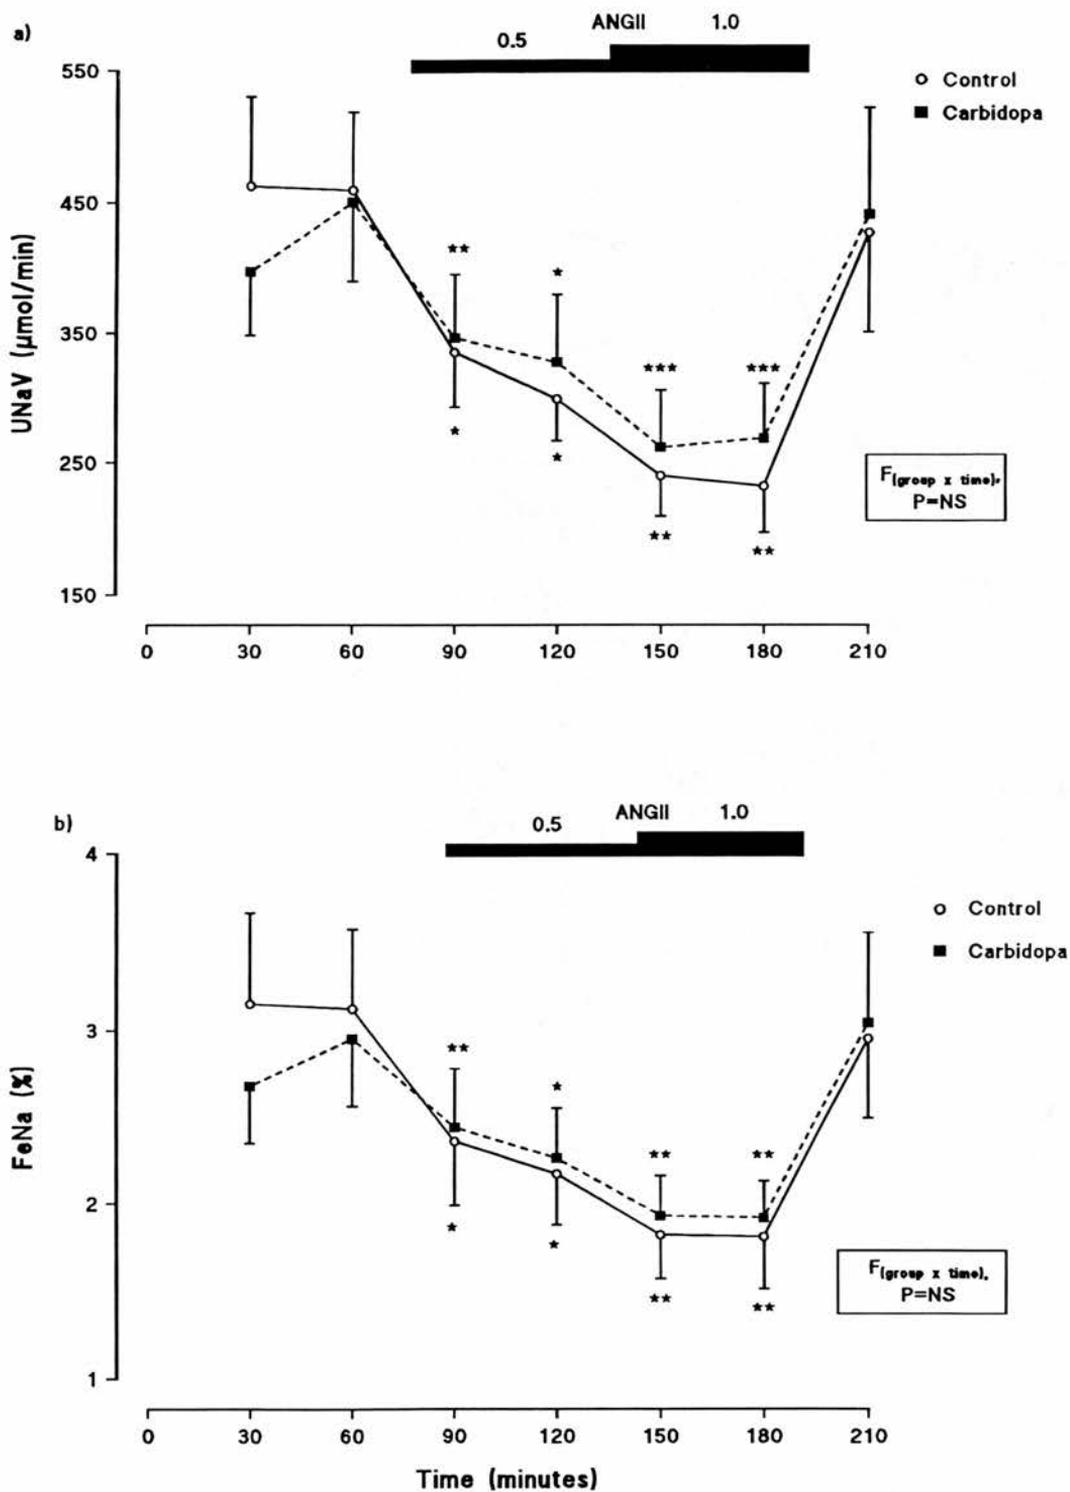 a)
ANGII
0.5 1.0
550
450
350
250
150
UNaV (μmol/min)
Control
Carbidopa
** * *** ***
* * ** **
F(group x time),
P=NS
0 30 60 90 120 150 180 210
b)
ANGII
0.5 1.0
4
3
2
1
FeNa (%)
Control
Carbidopa
** * ** **
* * ** **
F(group x time),
P=NS
0 30 60 90 120 150 180 210
Time (minutes)